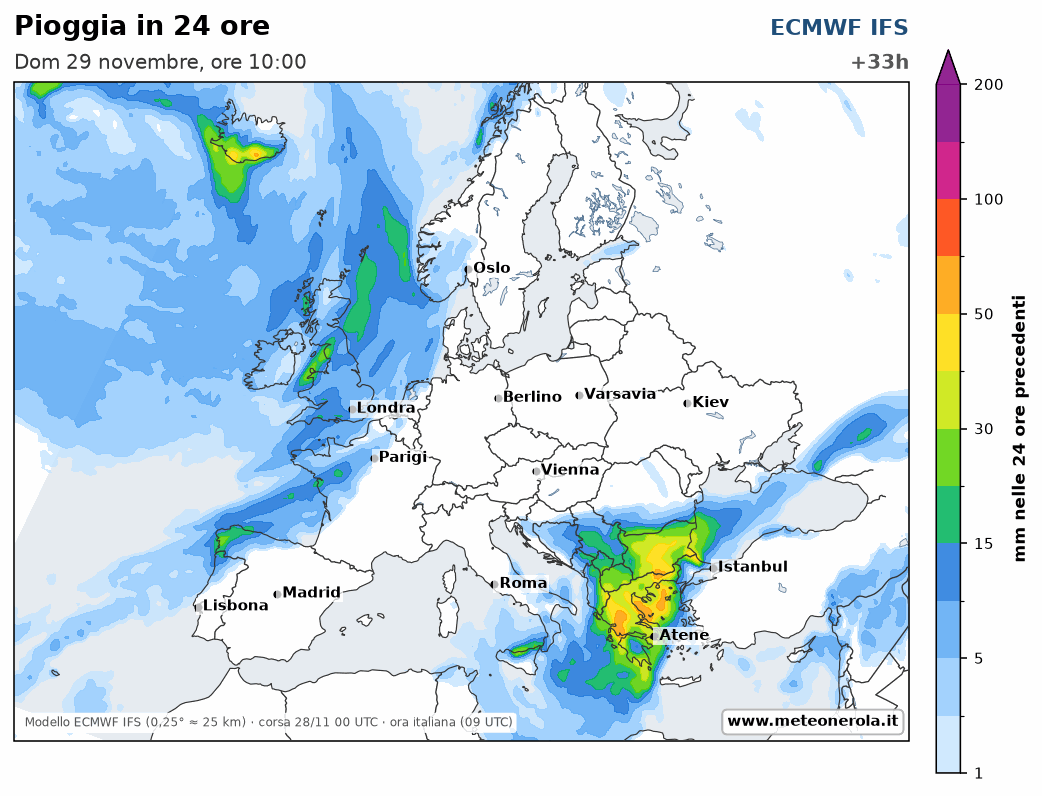 Pioggia in 24 ore
ECMWF IFS
Dom 29 novembre, ore 10:00
+33h
200
100
50
30
15
5
1
mm nelle 24 ore precedenti
Oslo
Berlino
Varsavia
Kiev
Londra
Parigi
Vienna
Istanbul
Roma
Madrid
Lisbona
Atene
Modello ECMWF IFS (0,25° ≈ 25 km) · corsa 28/11 00 UTC · ora italiana (09 UTC)
www.meteonerola.it